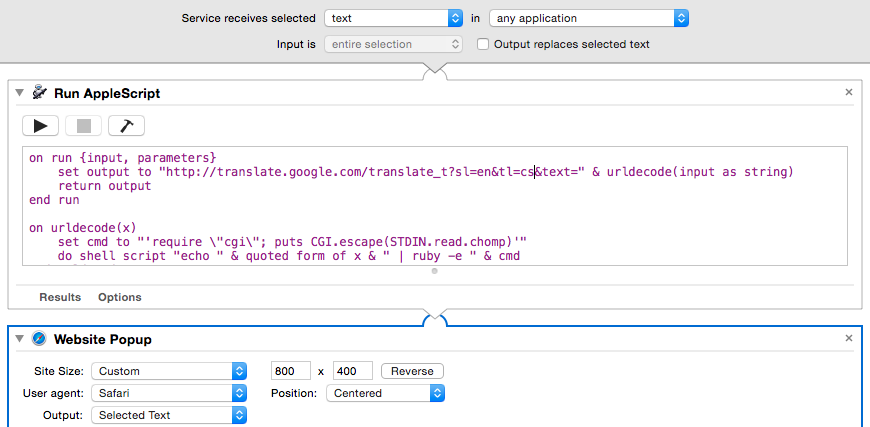 Service receives selected text in any application
Input is entire selection Output replaces selected text
Run AppleScript
on run {input, parameters}
set output to "http://translate.google.com/translate_t?sl=en&tl=cs&text=" & urldecode(input as string)
return output
end run
on urldecode(x)
set cmd to "'require \"cgi\"; puts CGI.escape(STDIN.read.chomp)'"
do shell script "echo " & quoted form of x & " | ruby -e " & cmd
Results Options
Website Popup
Site Size: Custom 800 x 400 Reverse
User agent: Safari Position: Centered
Output: Selected Text